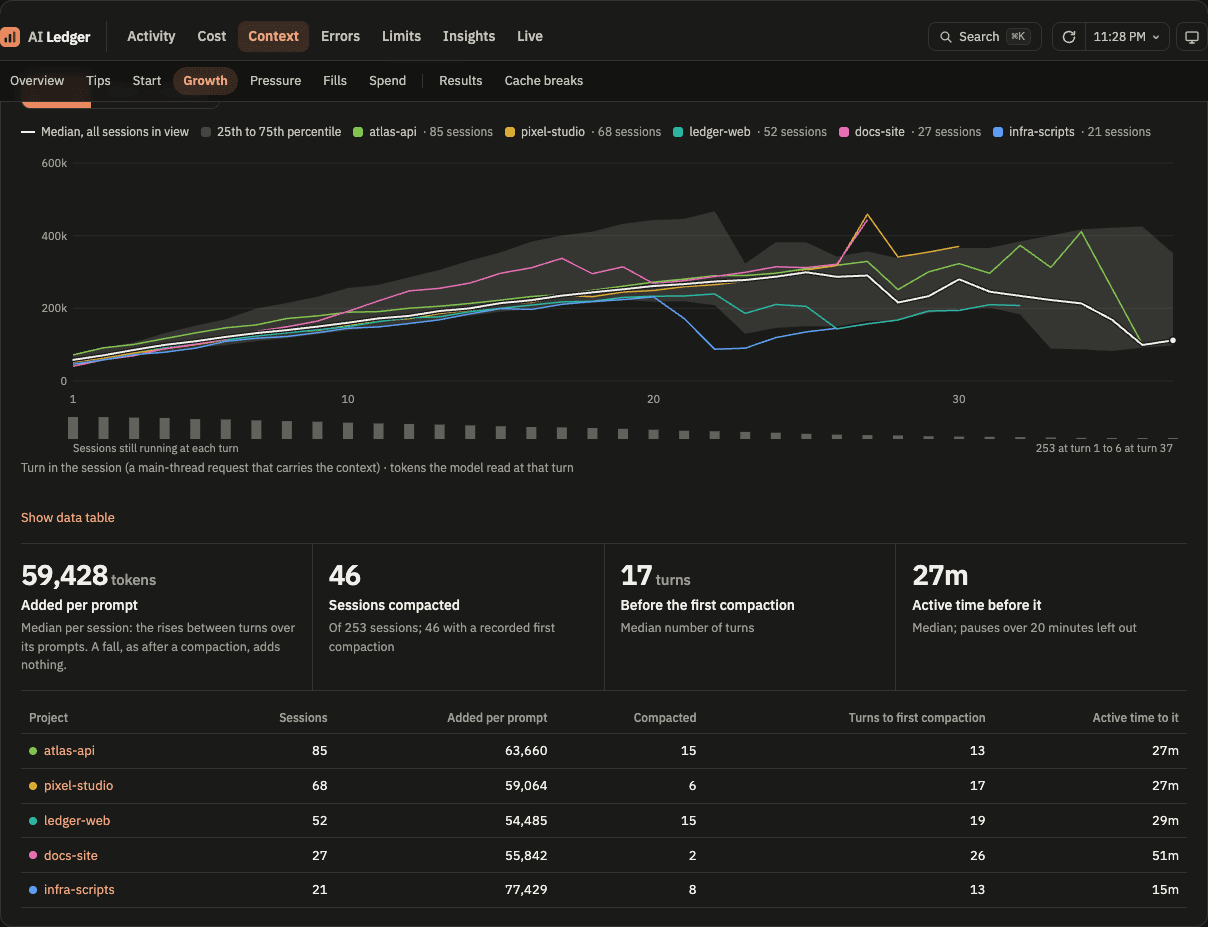 AI Ledger
Activity Cost Context Errors Limits Insights Live
Search ⌘K
11:28 PM
Overview Tips Start Growth Pressure Fills Spend Results Cache breaks
Median, all sessions in view 25th to 75th percentile atlas-api · 85 sessions pixel-studio · 68 sessions ledger-web · 52 sessions docs-site · 27 sessions infra-scripts · 21 sessions
600k
400k
200k
0
1 10 20 30
Sessions still running at each turn 253 at turn 1 to 6 at turn 37
Turn in the session (a main-thread request that carries the context) · tokens the model read at that turn
Show data table
59,428 tokens
Added per prompt
Median per session: the rises between turns over
its prompts. A fall, as after a compaction, adds
nothing.
46
Sessions compacted
Of 253 sessions; 46 with a recorded first
compaction
17 turns
Before the first compaction
Median number of turns
27m
Active time before it
Median; pauses over 20 minutes left out
Project Sessions Added per prompt Compacted Turns to first compaction Active time to it
atlas-api 85 63,660 15 13 27m
pixel-studio 68 59,064 6 17 27m
ledger-web 52 54,485 15 19 29m
docs-site 27 55,842 2 26 51m
infra-scripts 21 77,429 8 13 15m